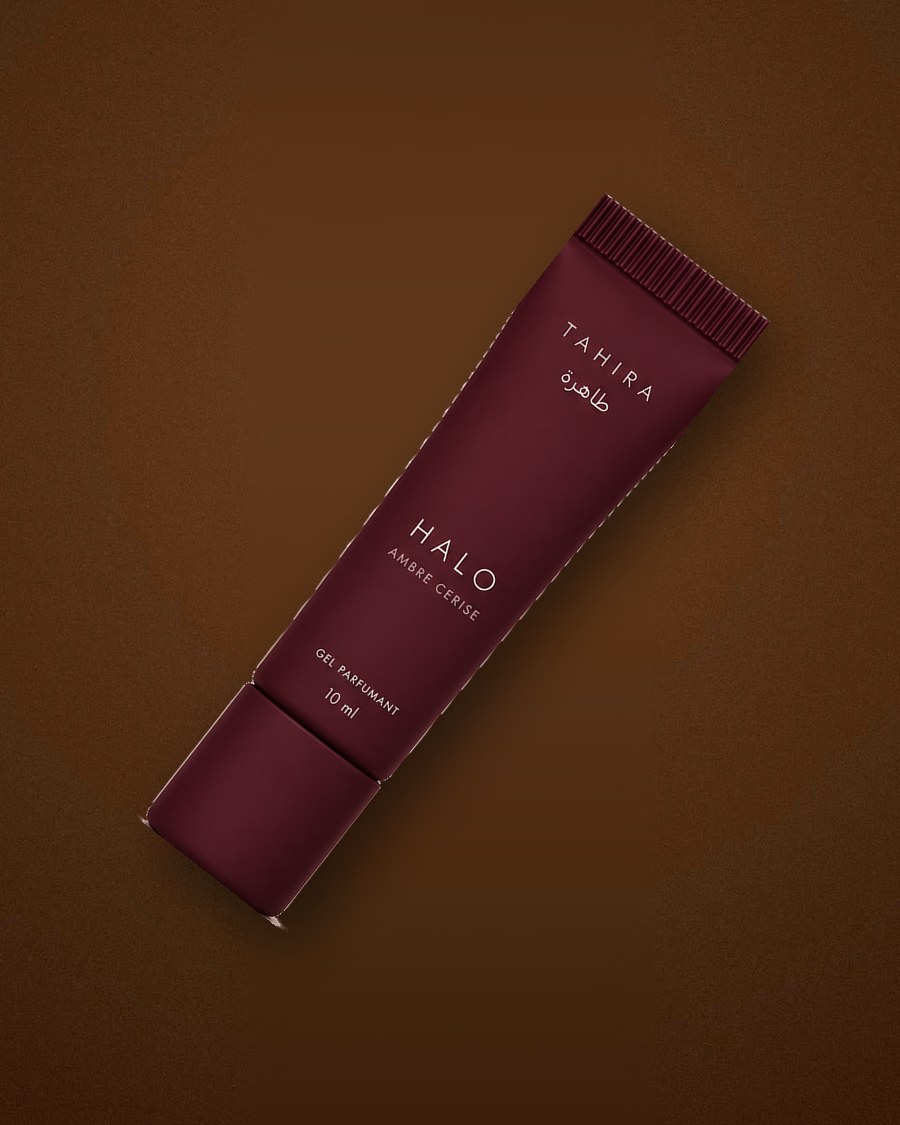 TAHIRA
طاهرة
HALO
AMBRE CERISE
GEL PARFUMANT
10 ml